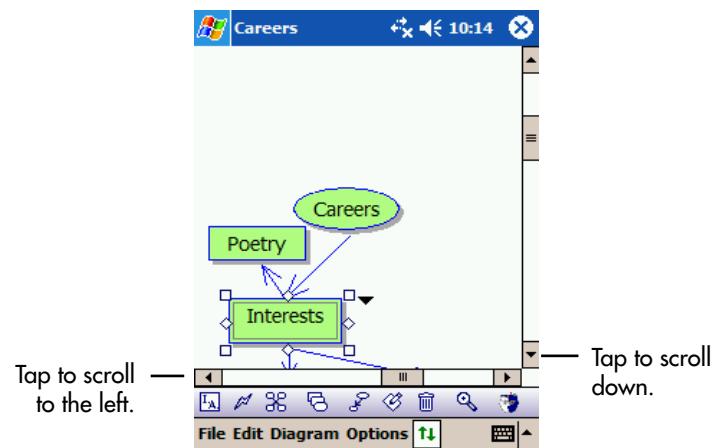 Careers 10:14
Careers
Poetry
Interests
Tap to scroll
to the left.
Tap to scroll
down.
File Edit Diagram Options